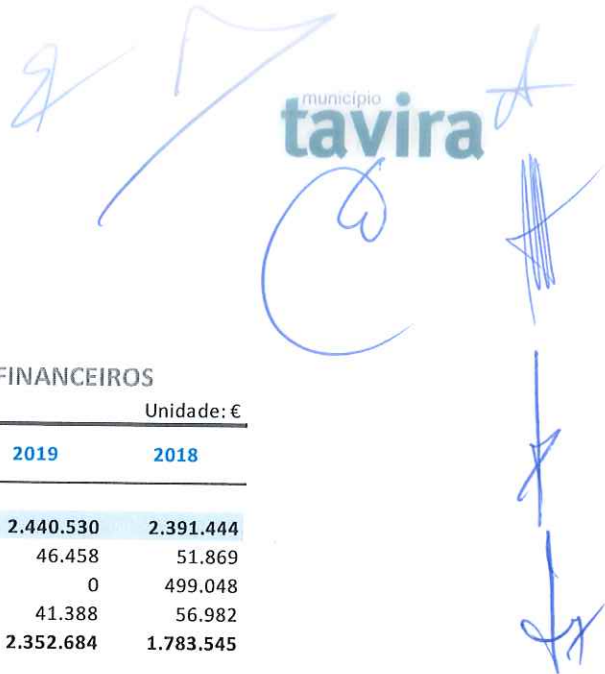 município
tavira
FINANCEIROS
Unidade: €
2019 2018
2.440.530 2.391.444
46.458 51.869
0 499.048
41.388 56.982
2.352.684 1.783.545